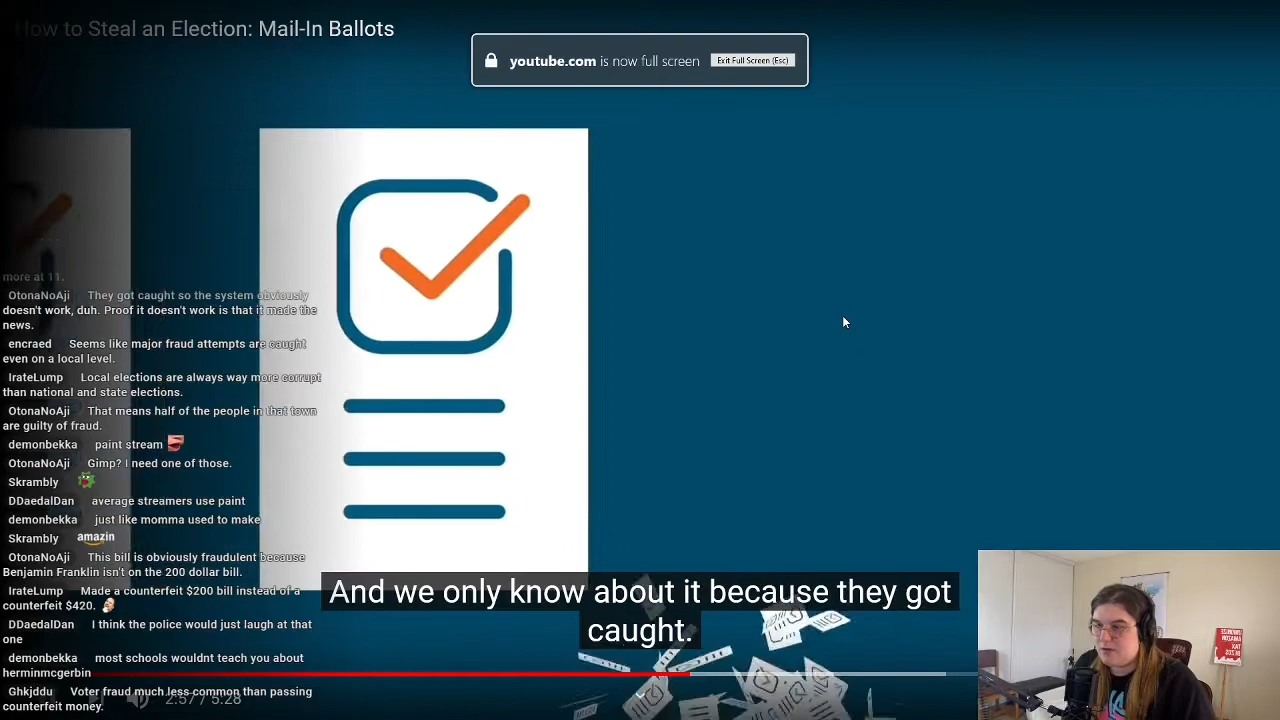 How to Steal an Election: Mail-In Ballots
youtube.com is now full screen
Exit Full Screen (Esc)
more at 11.
OtonaNoAji They got caught so the system obviously
doesn't work, duh. Proof it doesn't work is that it made the
news.
encraed Seems like major fraud attempts are caught
even on a local level.
IrateLump Local elections are always way more corrupt
than national and state elections.
OtonaNoAji That means half of the people in that town
are guilty of fraud.
demonbekka paint stream
OtonaNoAji Gimp? I need one of those.
Skrambly
DDaedalDan average streamers use paint
demonbekka just like momma used to make
Skrambly amazin
OtonaNoAji This bill is obviously fraudulent because
Benjamin Franklin isn't on the 200 dollar bill.
IrateLump Made a counterfeit $200 bill instead of a
counterfeit $420.
DDaedalDan I think the police would just laugh at that
one
demonbekka most schools wouldnt teach you about
herminmcgerbin
Ghkjddu Voter fraud much less common than passing
counterfeit money.
And we only know about it because they got
caught.
2:57 / 5:28